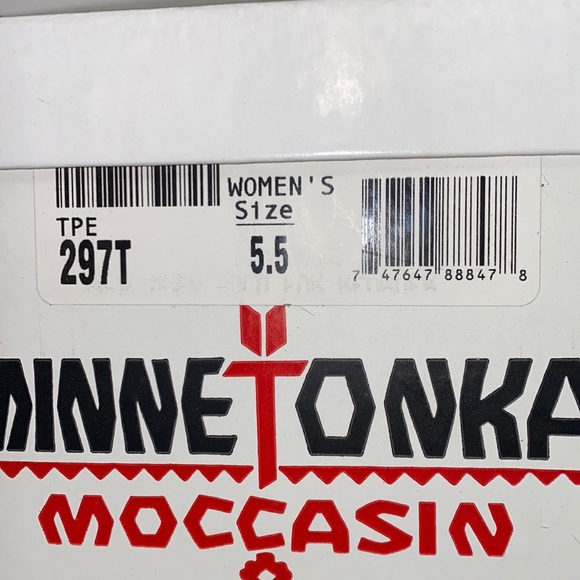 WOMEN'S
Size
TPE
297T
5.5
7 47647 88847 8
MINNETONKA
MOCCASIN